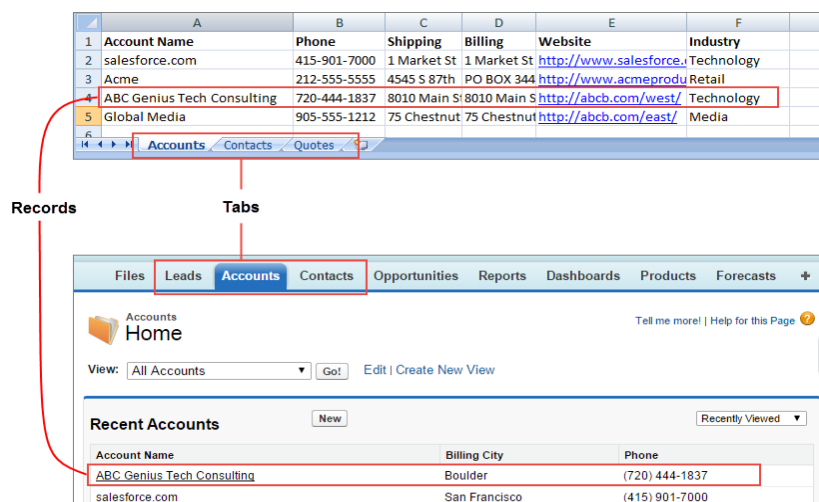 A B C D E F
1 Account Name Phone Shipping Billing Website Industry
2 salesforce.com 415-901-7000 1 Market St 1 Market St http://www.salesforce. Technology
3 Acme 212-555-5555 4545 S 87th PO BOX 344 http://www.acmeprodu Retail
4 ABC Genius Tech Consulting 720-444-1837 8010 Main St 8010 Main S http://abcb.com/west/ Technology
5 Global Media 905-555-1212 75 Chestnut 75 Chestnut http://abcb.com/east/ Media
6
Accounts Contacts Quotes
Records Tabs
Files Leads Accounts Contacts Opportunities Reports Dashboards Products Forecasts +
Accounts
Home
Tell me more! | Help for this Page ?
View: All Accounts Go! Edit | Create New View
Recent Accounts New Recently Viewed
Account Name Billing City Phone
ABC Genius Tech Consulting Boulder (720) 444-1837
salesforce.com San Francisco (415) 901-7000